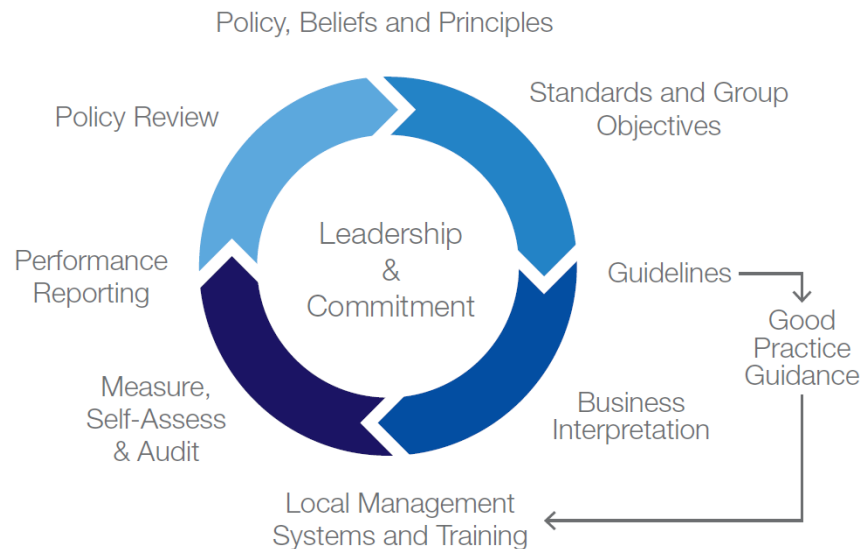 Policy, Beliefs and Principles
Standards and Group
Objectives
Guidelines
Good
Practice
Guidance
Business
Interpretation
Local Management
Systems and Training
Measure,
Self-Assess
& Audit
Performance
Reporting
Policy Review
Leadership
&
Commitment